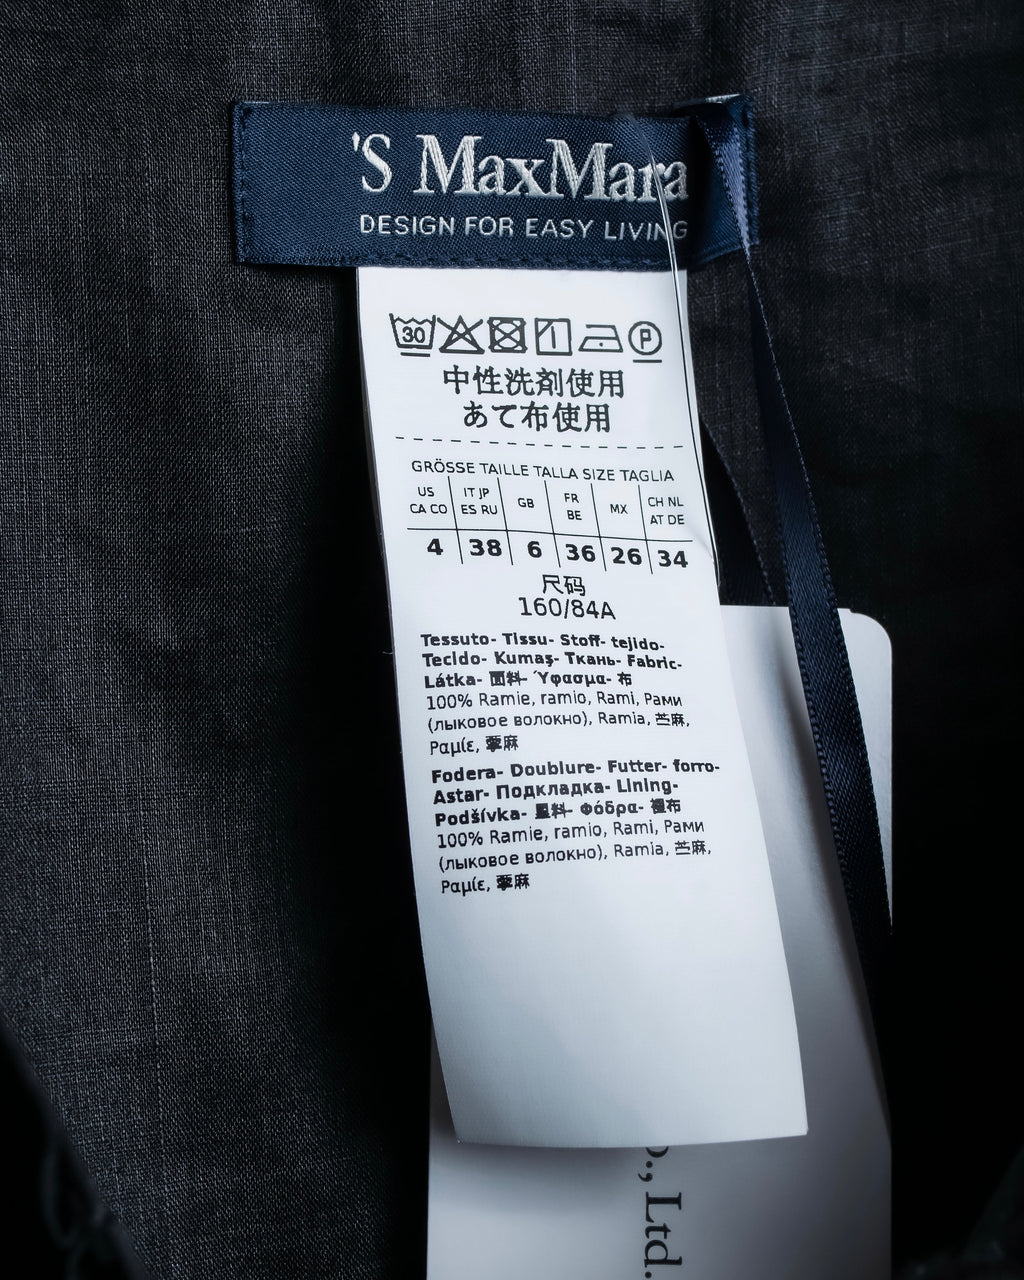 'S MaxMara
DESIGN FOR EASY LIVING
30
P
中性洗剤使用
あて布使用
GRÖSSE TAILLE TALLA SIZE TAGLIA
US CA CO IT JP ES RU GB FR BE MX CH NL AT DE
4 38 6 36 26 34
尺码
160/84A
Tessuto- Tissu- Stoff- tejido-
Tecido- Kumaş- Ткань- Fabric-
Látka- 面料- Ύφασμα- 布
100% Ramie, ramio, Rami, Рами
(лыковое волокно), Ramia, 苎麻,
Ραμίε, 麻
Fodera- Doublure- Futter- forro-
Astar- Подкладка- Lining-
Podšívka- 里料- Φόδρα- 裡布
100% Ramie, ramio, Rami, Рами
(лыковое волокно), Ramia, 苎麻,
Ραμίε, 麻
., Ltd.